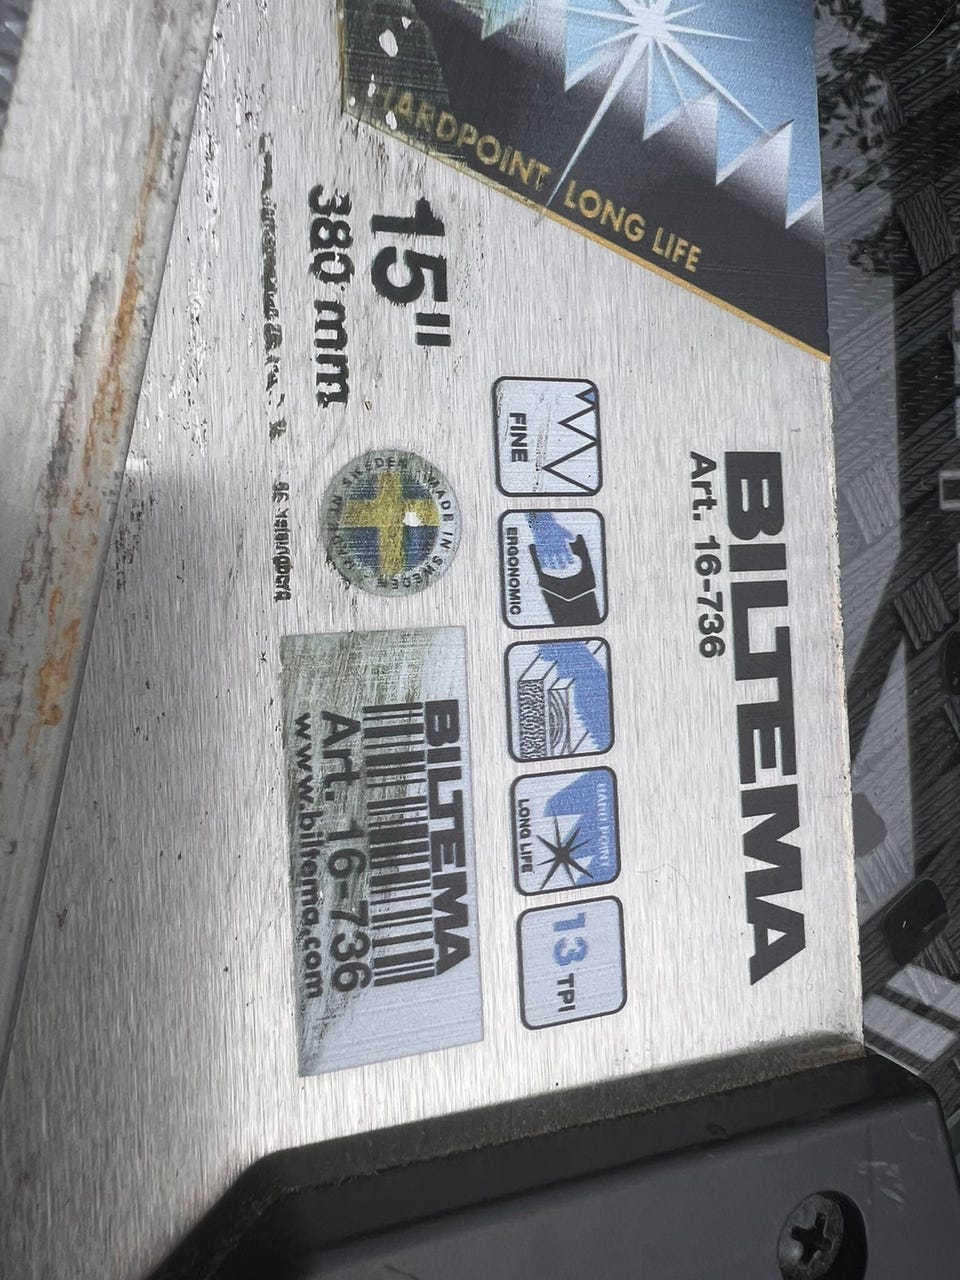 HARDPOINT LONG LIFE
BILTEMA
Art. 16-736
15"
380 mm
FINE
ERGONOMIC
HARDPOINT
LONG LIFE
13 TPI
MADE IN SWEDEN
BILTEMA
Art. 16-736
www.biltema.com